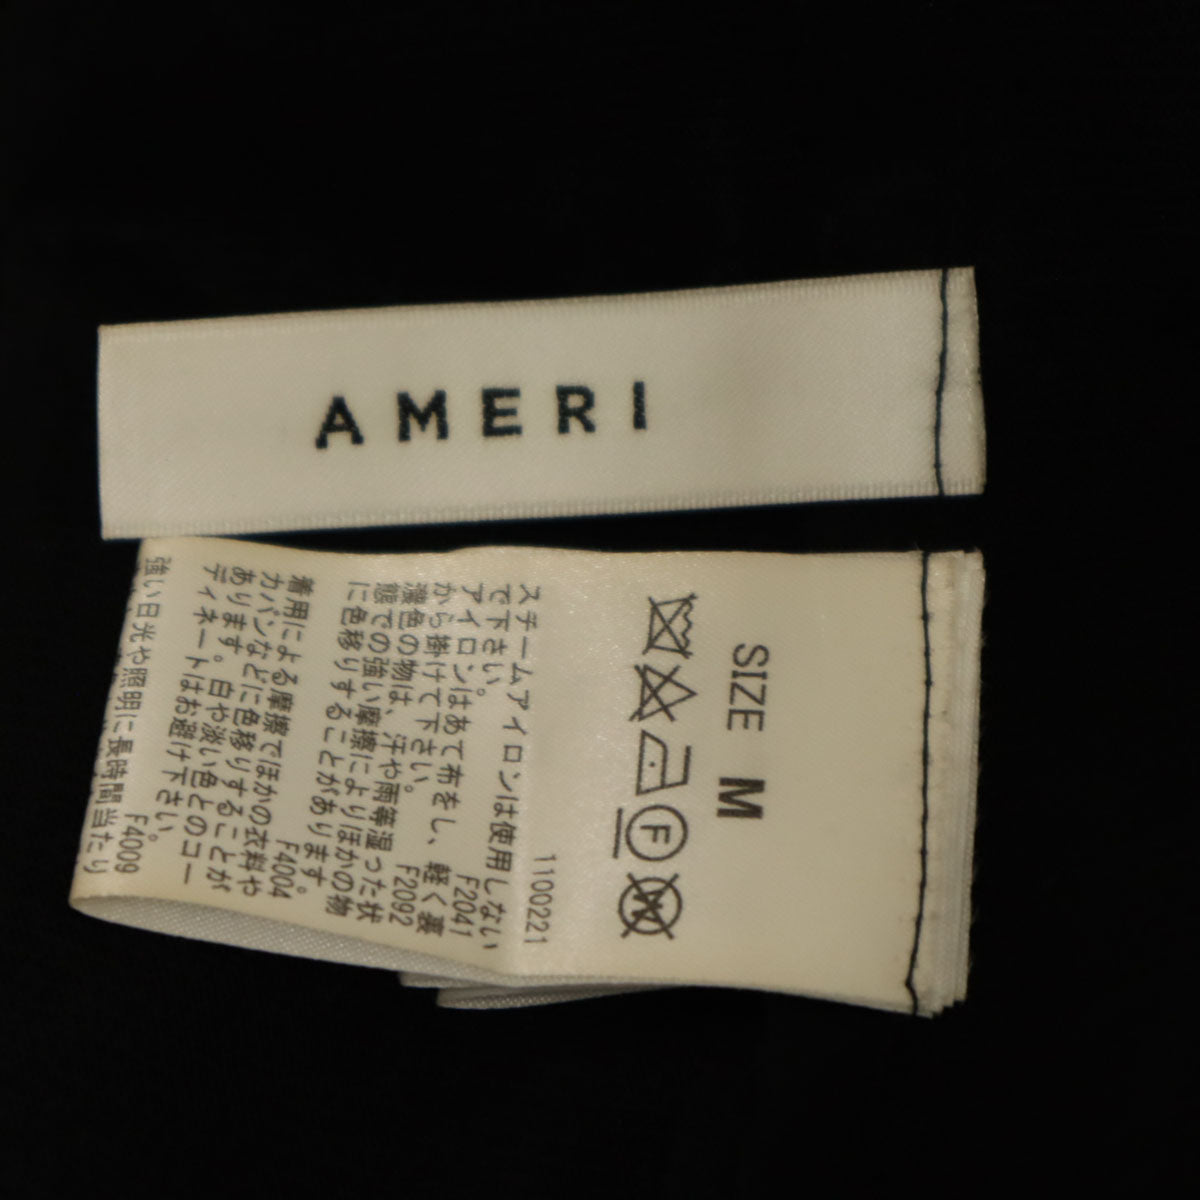 AMERI
SIZE M
F
W
1100221
スチームアイロンは使用しない
で下さい。 F2041
アイロンはあて布をし、軽く裏
から掛けて下さい。 F2092
濃色の物は、汗や雨等湿った状
態での強い摩擦によりほかの物
に色移りすることがあります
。 F4004
着用による摩擦でほかの衣料や
カバンなどに色移りすることが
あります。白や淡い色とのコー
ディネートはお避け下さい。
F4009
強い日光や照明に長時間当たり